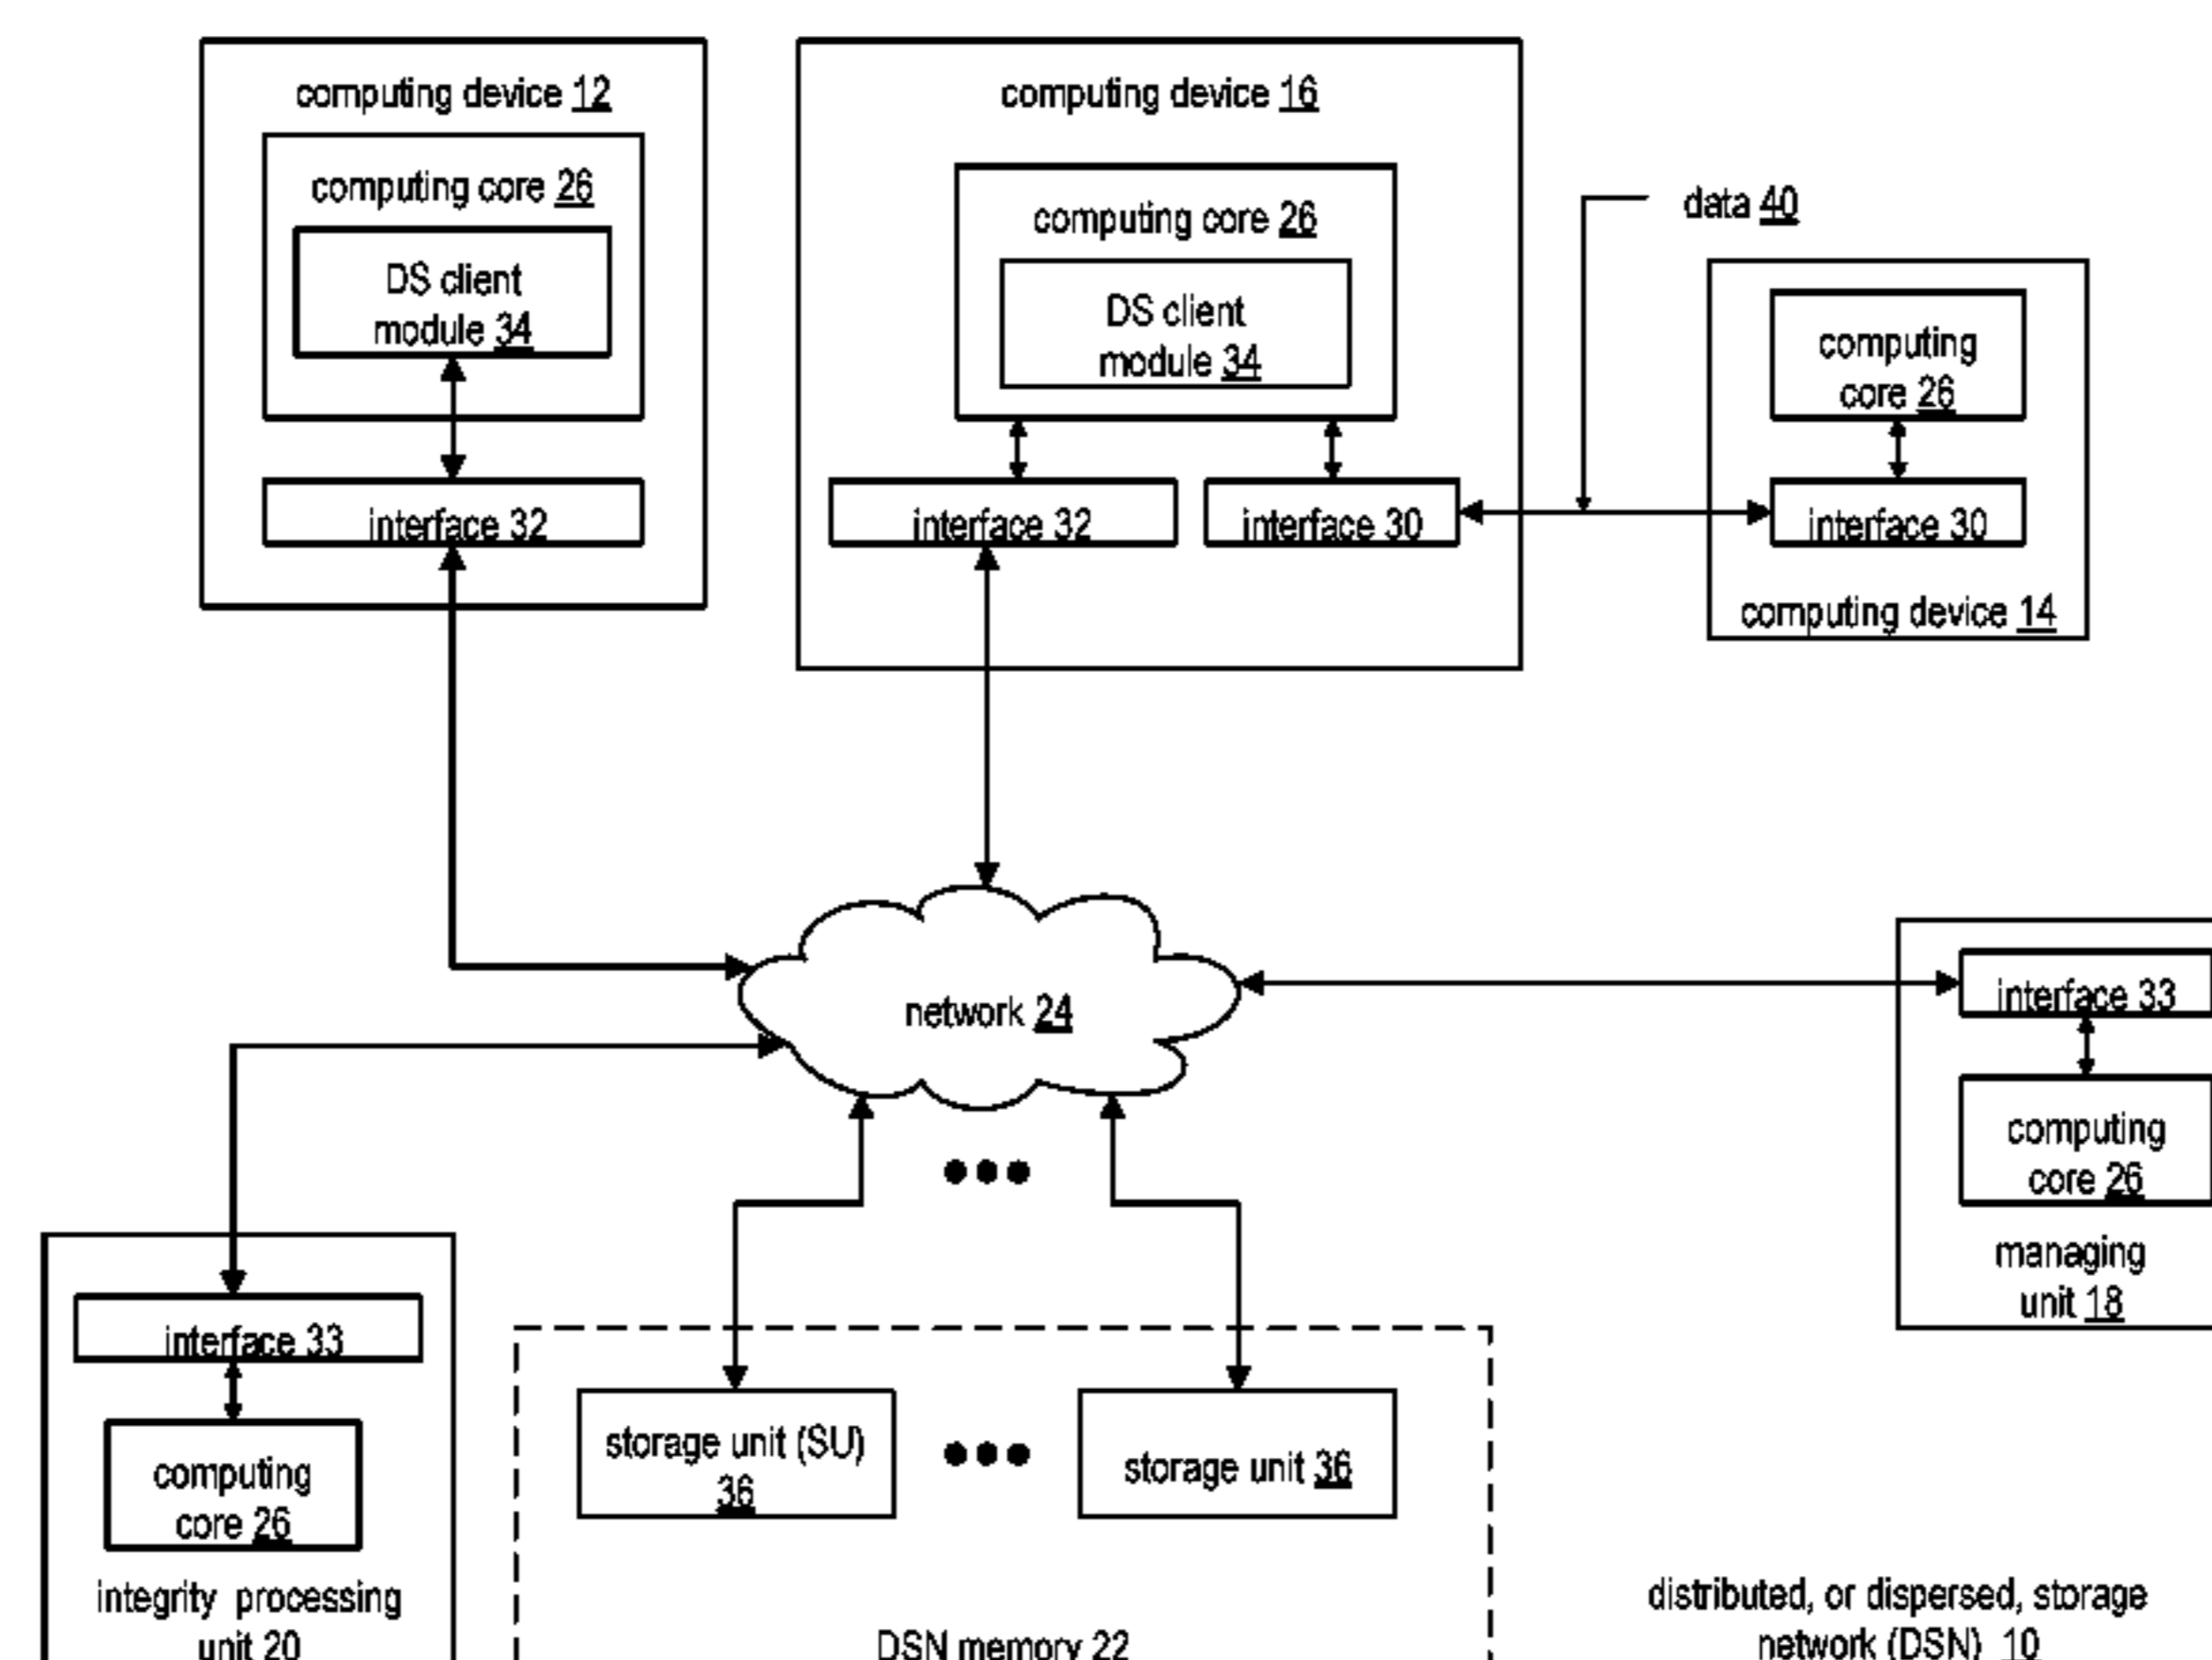 computing device 12
computing core 26
DS client
module 34
interface 32
computing device 16
computing core 26
DS client
module 34
interface 32
interface 30
data 40
computing
core 26
interface 30
computing device 14
network 24
interface 33
computing
core 26
managing
unit 18
interface 33
computing
core 26
integrity processing
unit 20
storage unit (SU)
36
storage unit 36
DSN memory 22
distributed, or dispersed, storage
network (DSN) 10